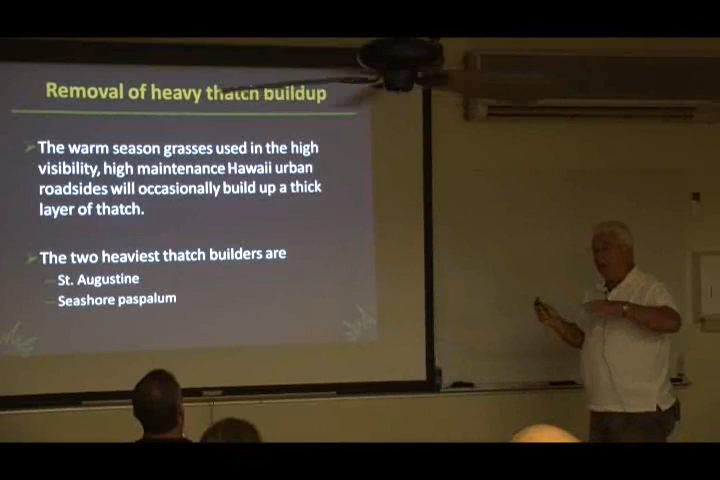 Removal of heavy thatch buildup
The warm season grasses used in the high
visibility, high maintenance Hawaii urban
roadsides will occasionally build up a thick
layer of thatch.
The two heaviest thatch builders are
St. Augustine
Seashore paspalum